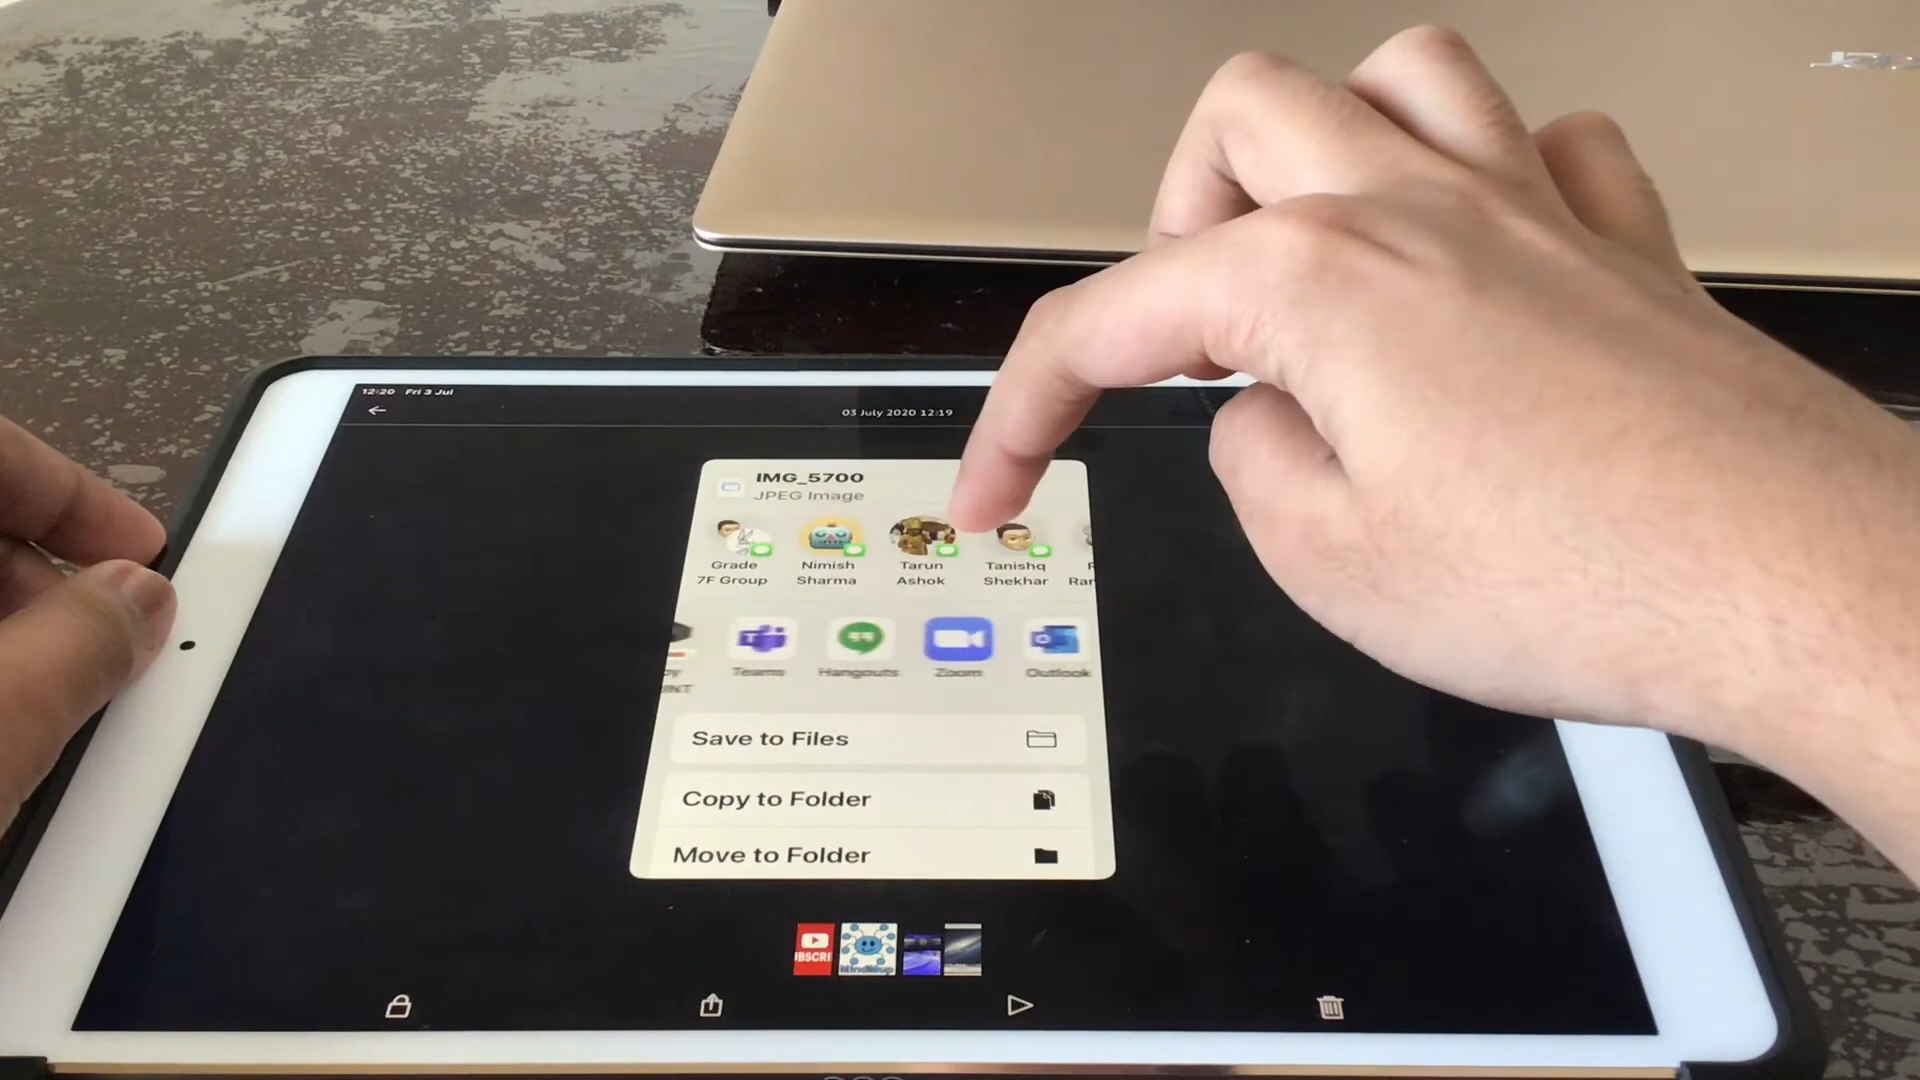 12:20 Fri 3 Jul
03 July 2020 12:19
IMG_5700
JPEG Image
Grade
7F Group
Nimish
Sharma
Tarun
Ashok
Tanishq
Shekhar
Teams
Hangouts
Zoom
Outlook
Save to Files
Copy to Folder
Move to Folder
MindMup